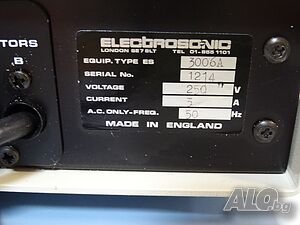 ELECTROSONIC
LONDON SE7 8LT TEL 01-855 1101
TORS
B
EQUIP. TYPE ES 3006A
SERIAL No. 1214
VOLTAGE 250 V
CURRENT 5 A
A.C. ONLY-FREQ. 50 Hz
MADE IN ENGLAND
ALO.bg